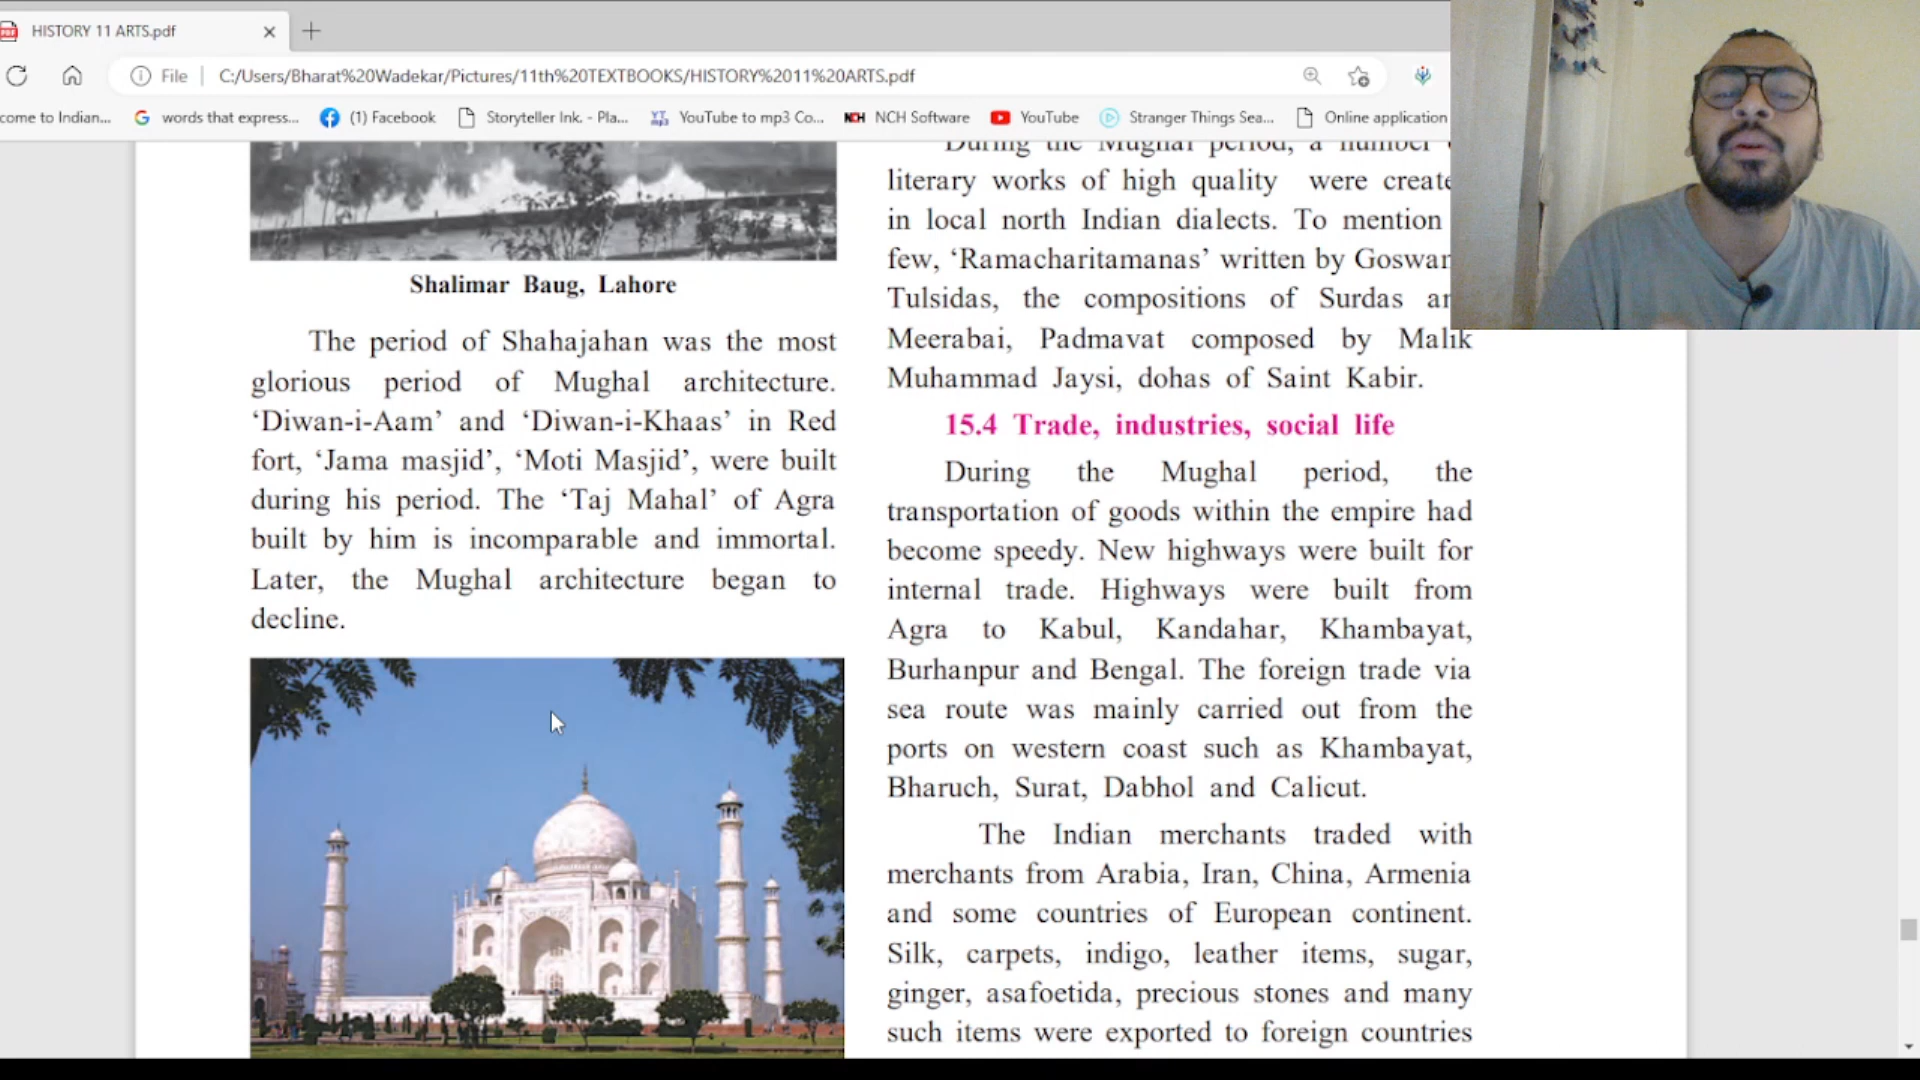 HISTORY 11 ARTS.pdf
File
C:/Users/Bharat%20Wadekar/Pictures/11th%20TEXTBOOKS/HISTORY%2011%20ARTS.pdf
come to Indian... words that express... (1) Facebook Storyteller Ink. - Pla... YouTube to mp3 Co... NCH NCH Software YouTube Stranger Things Sea... Online application
Shalimar Baug, Lahore
The period of Shahajahan was the most
glorious period of Mughal architecture.
‘Diwan-i-Aam’ and ‘Diwan-i-Khaas’ in Red
fort, ‘Jama masjid’, ‘Moti Masjid’, were built
during his period. The ‘Taj Mahal’ of Agra
built by him is incomparable and immortal.
Later, the Mughal architecture began to
decline.
During the Mughal period, a number
literary works of high quality were create
in local north Indian dialects. To mention
few, ‘Ramacharitamanas’ written by Goswam
Tulsidas, the compositions of Surdas an
Meerabai, Padmavat composed by Malik
Muhammad Jaysi, dohas of Saint Kabir.
15.4 Trade, industries, social life
During the Mughal period, the
transportation of goods within the empire had
become speedy. New highways were built for
internal trade. Highways were built from
Agra to Kabul, Kandahar, Khambayat,
Burhanpur and Bengal. The foreign trade via
sea route was mainly carried out from the
ports on western coast such as Khambayat,
Bharuch, Surat, Dabhol and Calicut.
The Indian merchants traded with
merchants from Arabia, Iran, China, Armenia
and some countries of European continent.
Silk, carpets, indigo, leather items, sugar,
ginger, asafoetida, precious stones and many
such items were exported to foreign countries